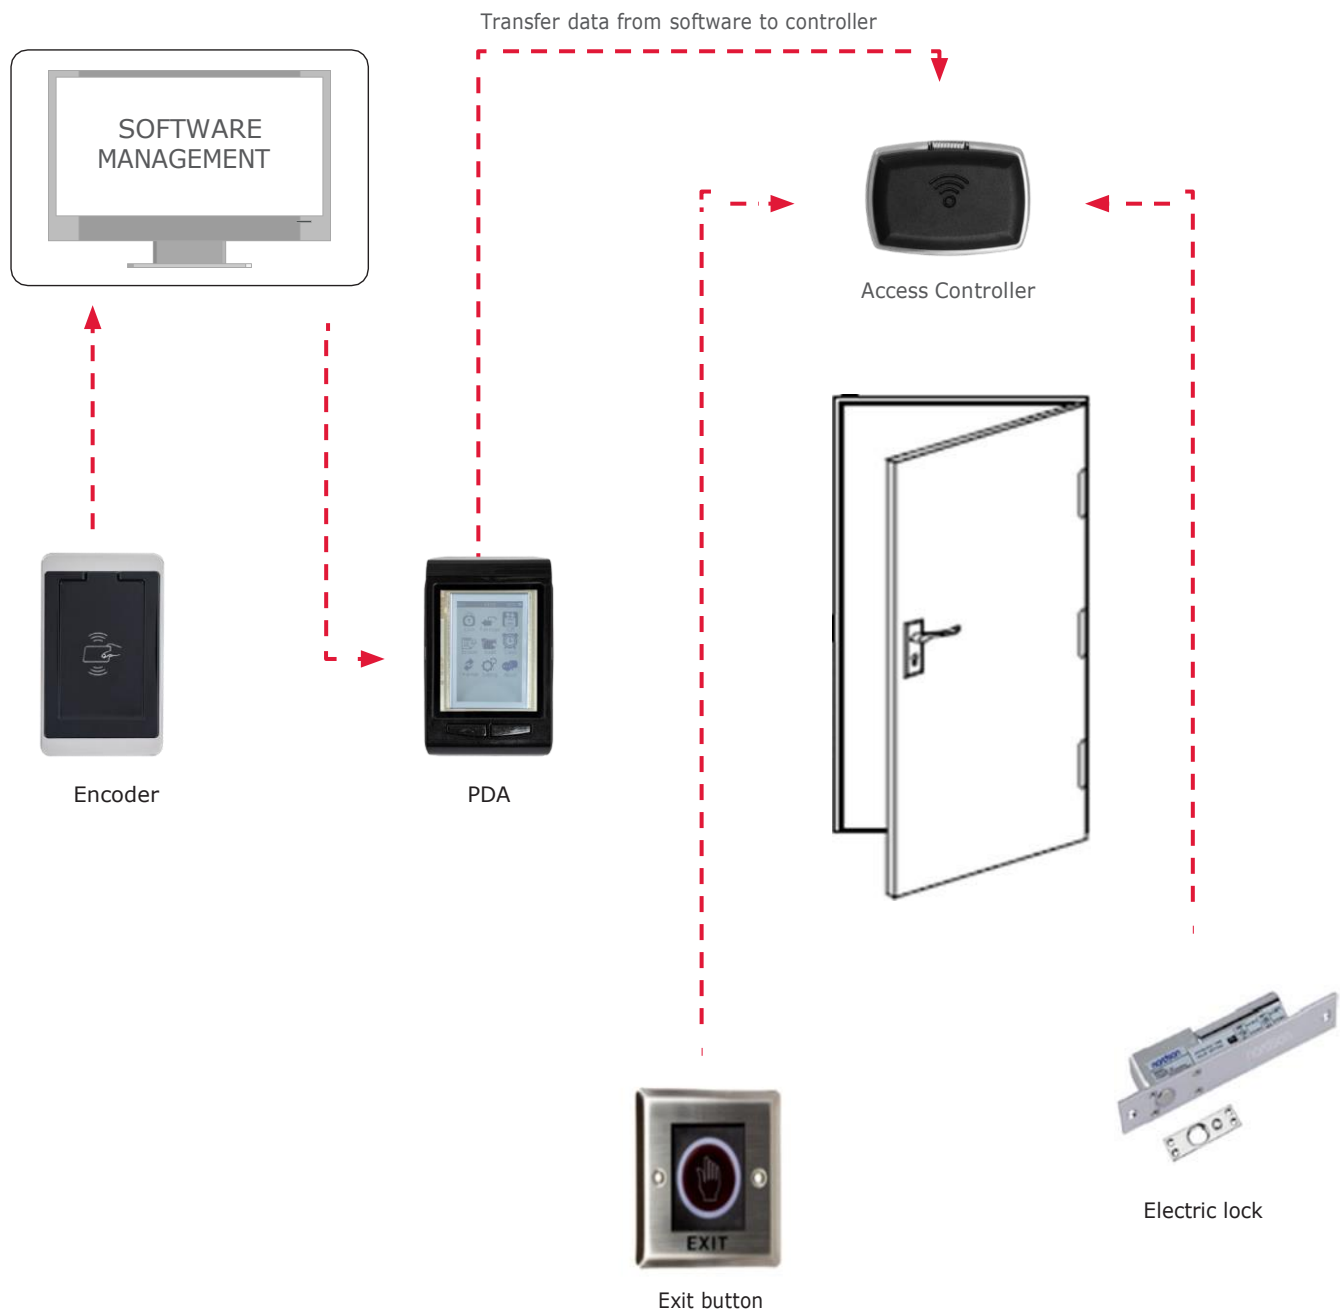 Transfer data from software to controller
SOFTWARE
MANAGEMENT
Access Controller
Encoder
PDA
EXIT
Exit button
Electric lock